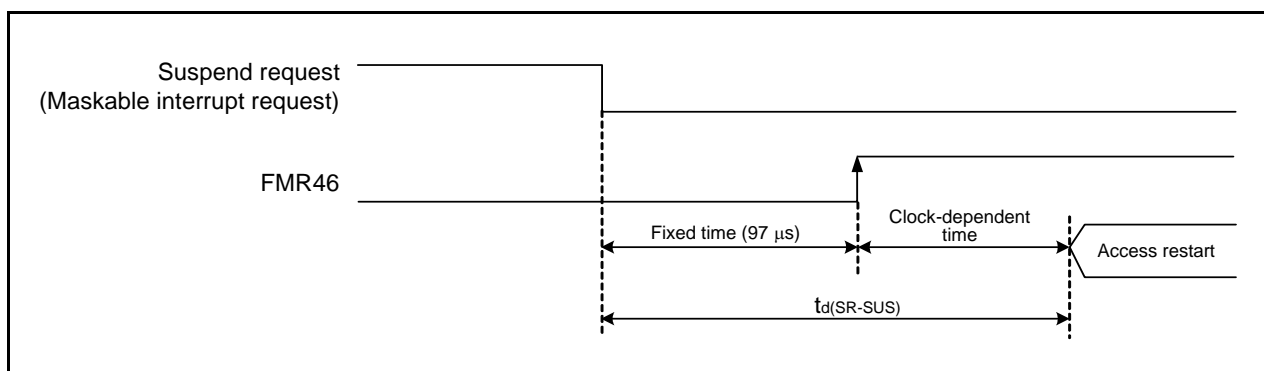 Suspend request
(Maskable interrupt request)
FMR46
Fixed time (97 μs)
Clock-dependent
time
Access restart
td(SR-SUS)